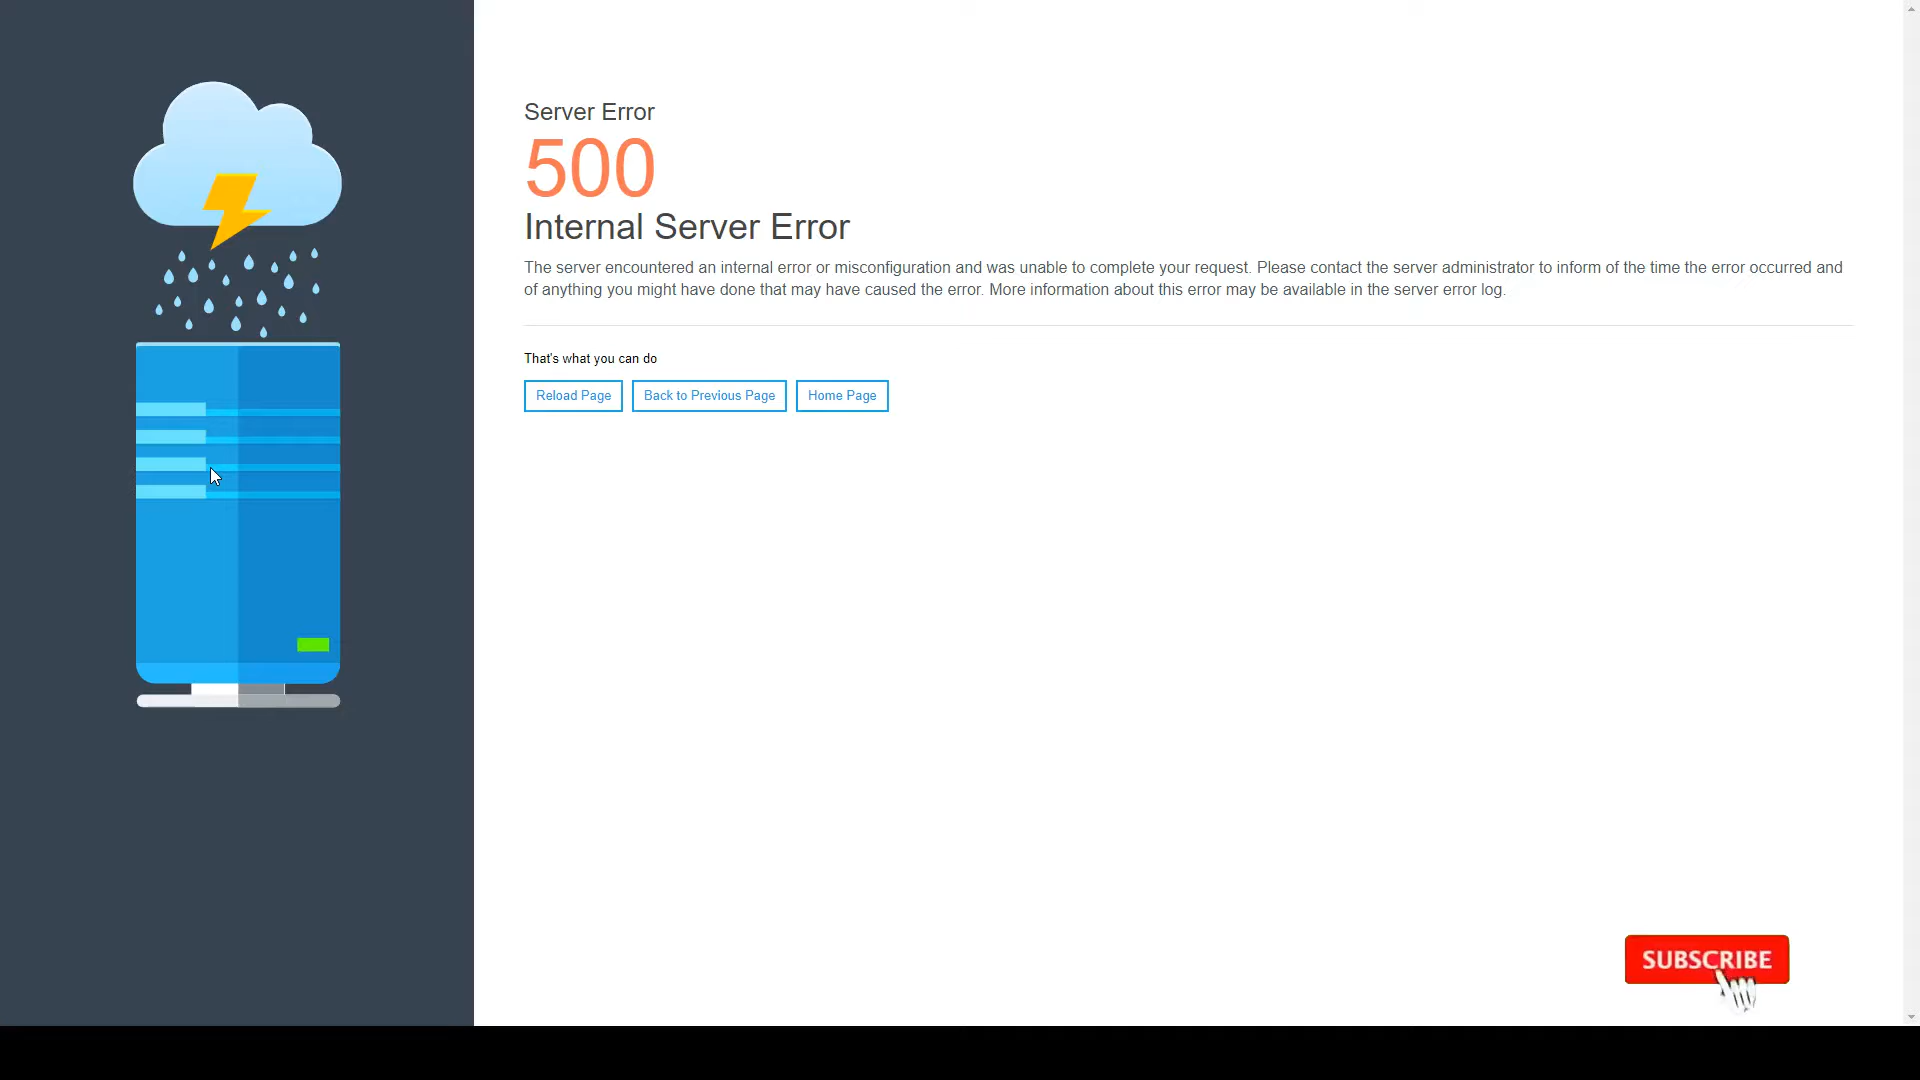 Server Error
500
Internal Server Error
The server encountered an internal error or misconfiguration and was unable to complete your request. Please contact the server administrator to inform of the time the error occurred and
of anything you might have done that may have caused the error. More information about this error may be available in the server error log.
That's what you can do
Reload Page
Back to Previous Page
Home Page
SUBSCRIBE